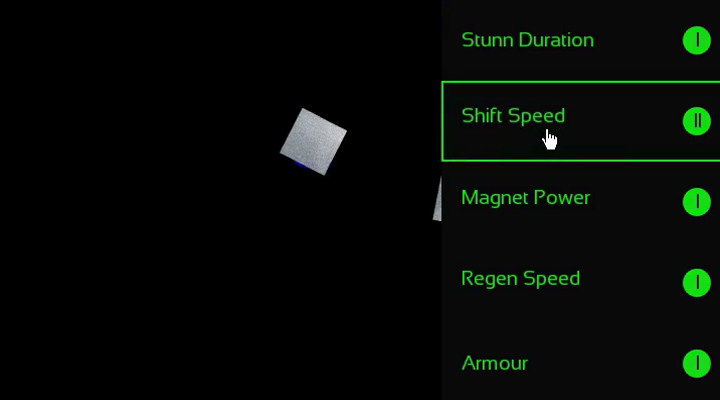 Stunn Duration I
Shift Speed II
Magnet Power I
Regen Speed I
Armour I